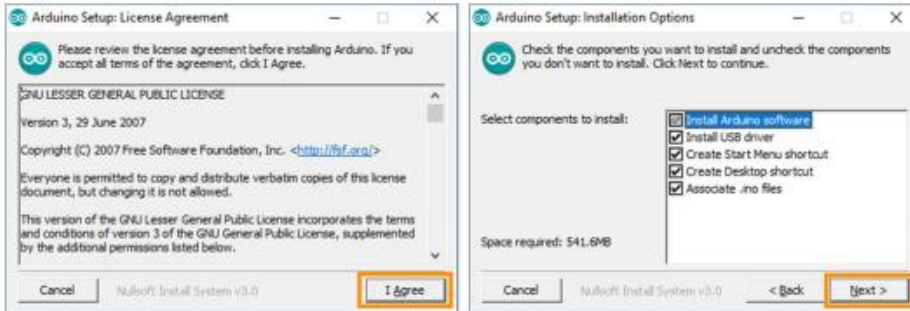 Arduino Setup: License Agreement
Please review the license agreement before installing Arduino. If you
accept all terms of the agreement, click I Agree.
GNU LESSER GENERAL PUBLIC LICENSE
Version 3, 29 June 2007
Copyright (C) 2007 Free Software Foundation, Inc. <http://fsf.org/>
Everyone is permitted to copy and distribute verbatim copies of this license
document, but changing it is not allowed.
This version of the GNU Lesser General Public License incorporates the terms
and conditions of version 3 of the GNU General Public License, supplemented
by the additional permissions listed below.
Cancel
Nullsoft Install System v3.0
I Agree
Arduino Setup: Installation Options
Check the components you want to install and uncheck the components
you don't want to install. Click Next to continue.
Select components to install:
Install Arduino software
Install USB driver
Create Start Menu shortcut
Create Desktop shortcut
Associate .ino files
Space required: 541.6MB
Cancel
Nullsoft Install System v3.0
< Back
Next >